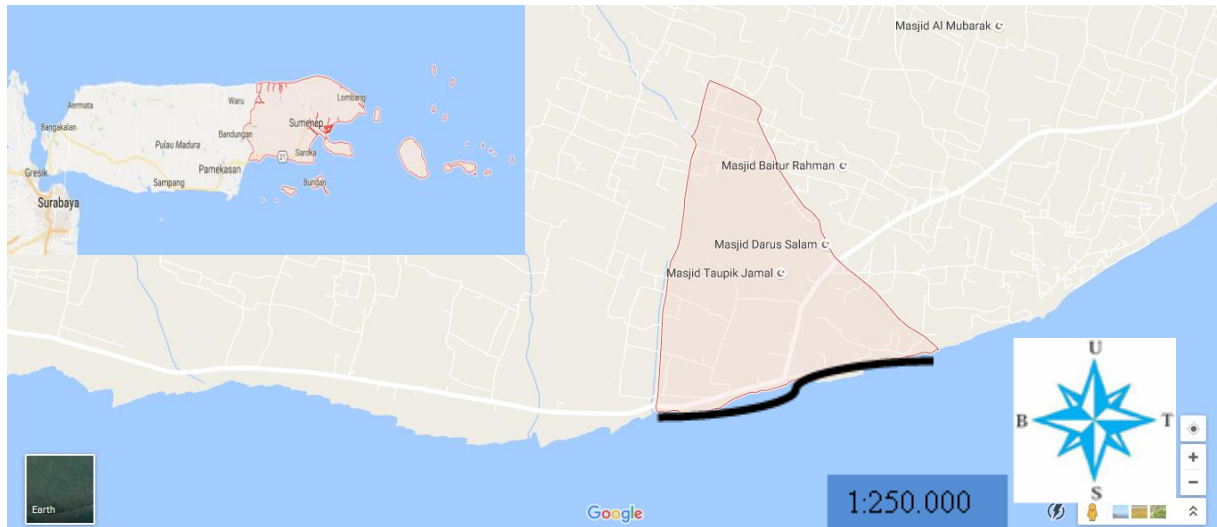 Masjid Al Mubarak
Aermata
Waru
Lombang
Bangakalan
Bandungan
Sumenep
Pulau Madura
21
Saroka
Gresik
Pamekasan
Sampang
Bundan
Surabaya
Masjid Baitur Rahman
Masjid Darus Salam
Masjid Taupik Jamal
U
B
T
S
1:250.000
Earth
Google